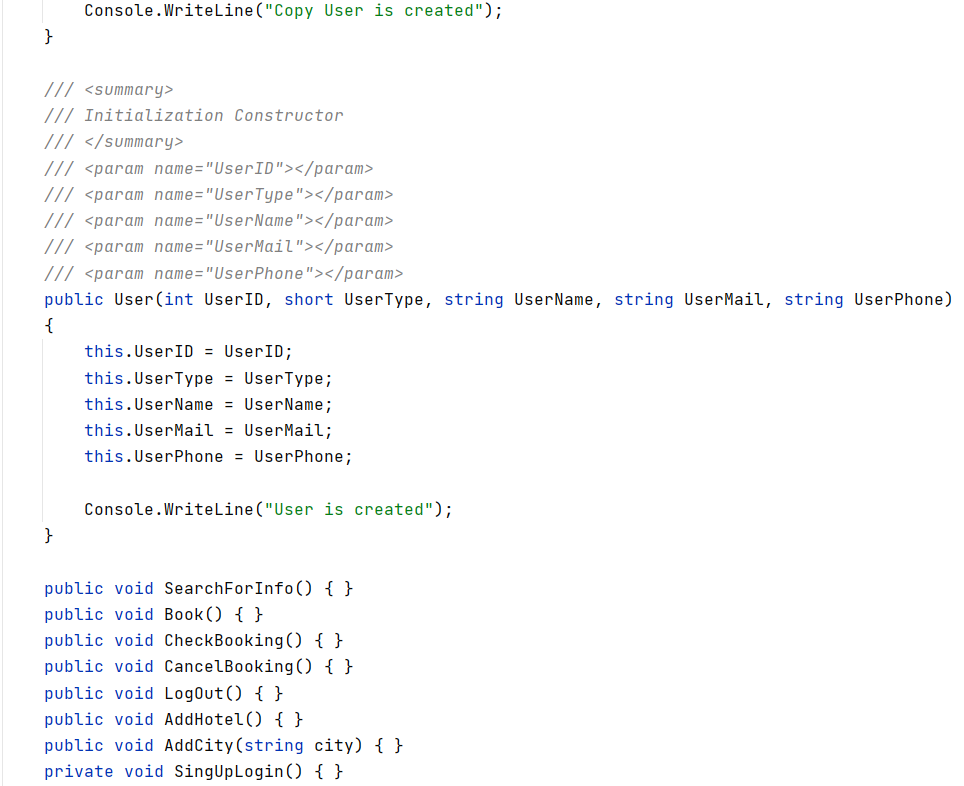 Console.WriteLine("Copy User is created");
}
/// <summary>
/// Initialization Constructor
/// </summary>
/// <param name="UserID"></param>
/// <param name="UserType"></param>
/// <param name="UserName"></param>
/// <param name="UserMail"></param>
/// <param name="UserPhone"></param>
public User(int UserID, short UserType, string UserName, string UserMail, string UserPhone)
{
this.UserID = UserID;
this.UserType = UserType;
this.UserName = UserName;
this.UserMail = UserMail;
this.UserPhone = UserPhone;
Console.WriteLine("User is created");
}
public void SearchForInfo() { }
public void Book() { }
public void CheckBooking() { }
public void CancelBooking() { }
public void LogOut() { }
public void AddHotel() { }
public void AddCity(string city) { }
private void SingUpLogin() { }